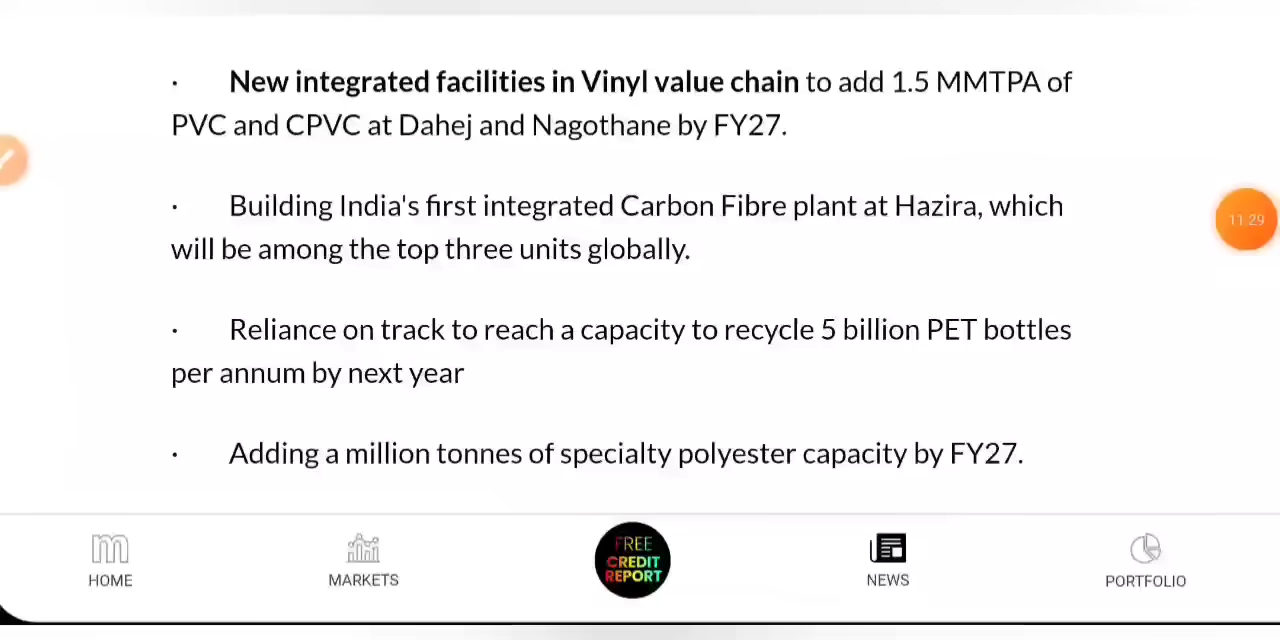 · New integrated facilities in Vinyl value chain to add 1.5 MMTPA of
PVC and CPVC at Dahej and Nagothane by FY27.
· Building India's first integrated Carbon Fibre plant at Hazira, which
will be among the top three units globally.
11.29
· Reliance on track to reach a capacity to recycle 5 billion PET bottles
per annum by next year
· Adding a million tonnes of specialty polyester capacity by FY27.
m
HOME
MARKETS
FREE
CREDIT
REPORT
NEWS
PORTFOLIO